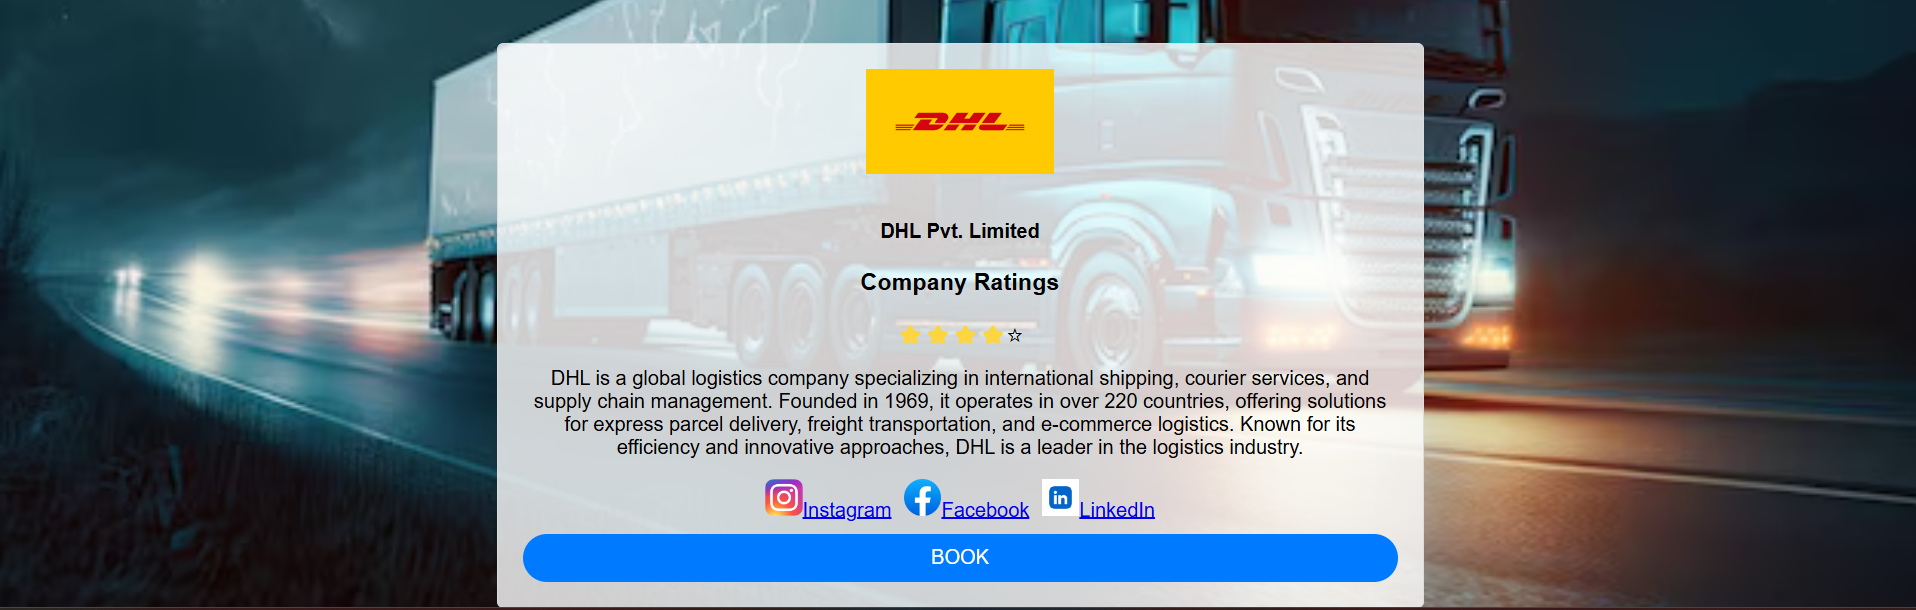 DHL
DHL Pvt. Limited
Company Ratings
DHL is a global logistics company specializing in international shipping, courier services, and
supply chain management. Founded in 1969, it operates in over 220 countries, offering solutions
for express parcel delivery, freight transportation, and e-commerce logistics. Known for its
efficiency and innovative approaches, DHL is a leader in the logistics industry.
Instagram Facebook in LinkedIn
BOOK